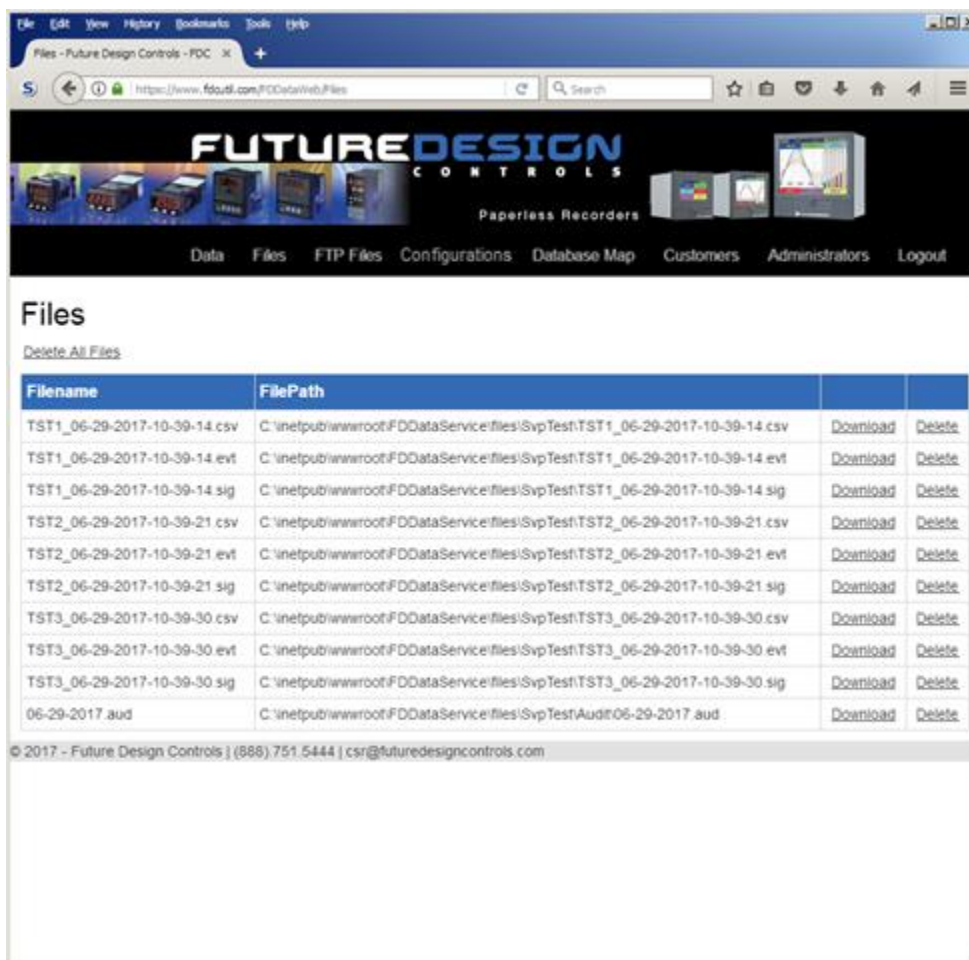 File Edit View History Bookmarks Tools Help
Files - Future Design Controls - FDC × +
S https://www.fdcutil.com/FDDataWeb/Files Search
FUTUREDESIGN
CONTROLS
Paperless Recorders
Data Files FTP Files Configurations Database Map Customers Administrators Logout
Files
Delete All Files
Filename FilePath
TST1_06-29-2017-10-39-14.csv C:\inetpub\wwwroot\FDDataService\files\SvpTest\TST1_06-29-2017-10-39-14.csv Download Delete
TST1_06-29-2017-10-39-14.evt C:\inetpub\wwwroot\FDDataService\files\SvpTest\TST1_06-29-2017-10-39-14.evt Download Delete
TST1_06-29-2017-10-39-14.sig C:\inetpub\wwwroot\FDDataService\files\SvpTest\TST1_06-29-2017-10-39-14.sig Download Delete
TST2_06-29-2017-10-39-21.csv C:\inetpub\wwwroot\FDDataService\files\SvpTest\TST2_06-29-2017-10-39-21.csv Download Delete
TST2_06-29-2017-10-39-21.evt C:\inetpub\wwwroot\FDDataService\files\SvpTest\TST2_06-29-2017-10-39-21.evt Download Delete
TST2_06-29-2017-10-39-21.sig C:\inetpub\wwwroot\FDDataService\files\SvpTest\TST2_06-29-2017-10-39-21.sig Download Delete
TST3_06-29-2017-10-39-30.csv C:\inetpub\wwwroot\FDDataService\files\SvpTest\TST3_06-29-2017-10-39-30.csv Download Delete
TST3_06-29-2017-10-39-30.evt C:\inetpub\wwwroot\FDDataService\files\SvpTest\TST3_06-29-2017-10-39-30.evt Download Delete
TST3_06-29-2017-10-39-30.sig C:\inetpub\wwwroot\FDDataService\files\SvpTest\TST3_06-29-2017-10-39-30.sig Download Delete
06-29-2017.aud C:\inetpub\wwwroot\FDDataService\files\SvpTest\Audit\06-29-2017.aud Download Delete
© 2017 - Future Design Controls | (888).751.5444 | csr@futuredesigncontrols.com